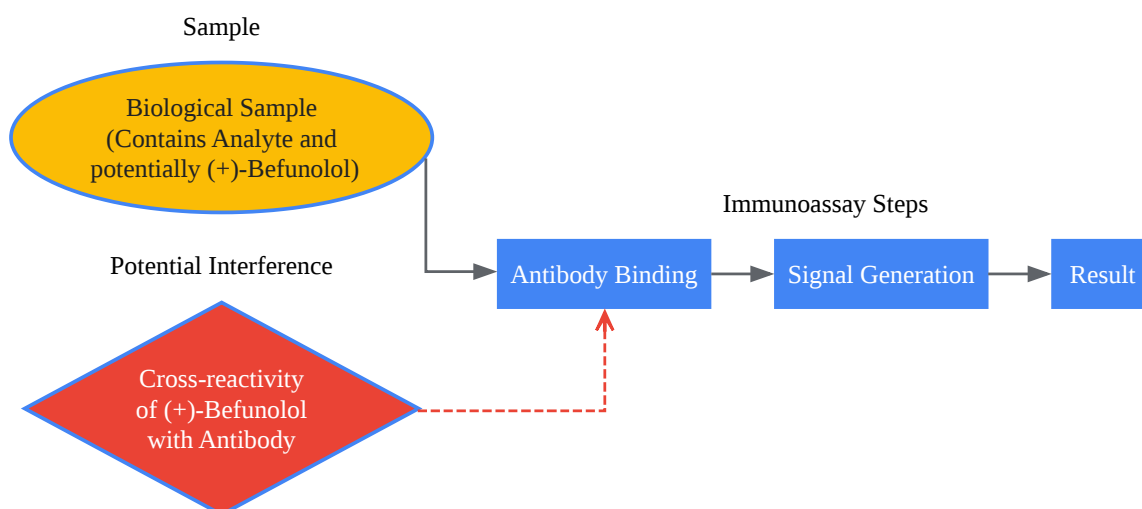 Sample
Biological Sample
(Contains Analyte and
potentially (+)-Befunolol)
Immunoassay Steps
Potential Interference
Antibody Binding
Signal Generation
Result
Cross-reactivity
of (+)-Befunolol
with Antibody